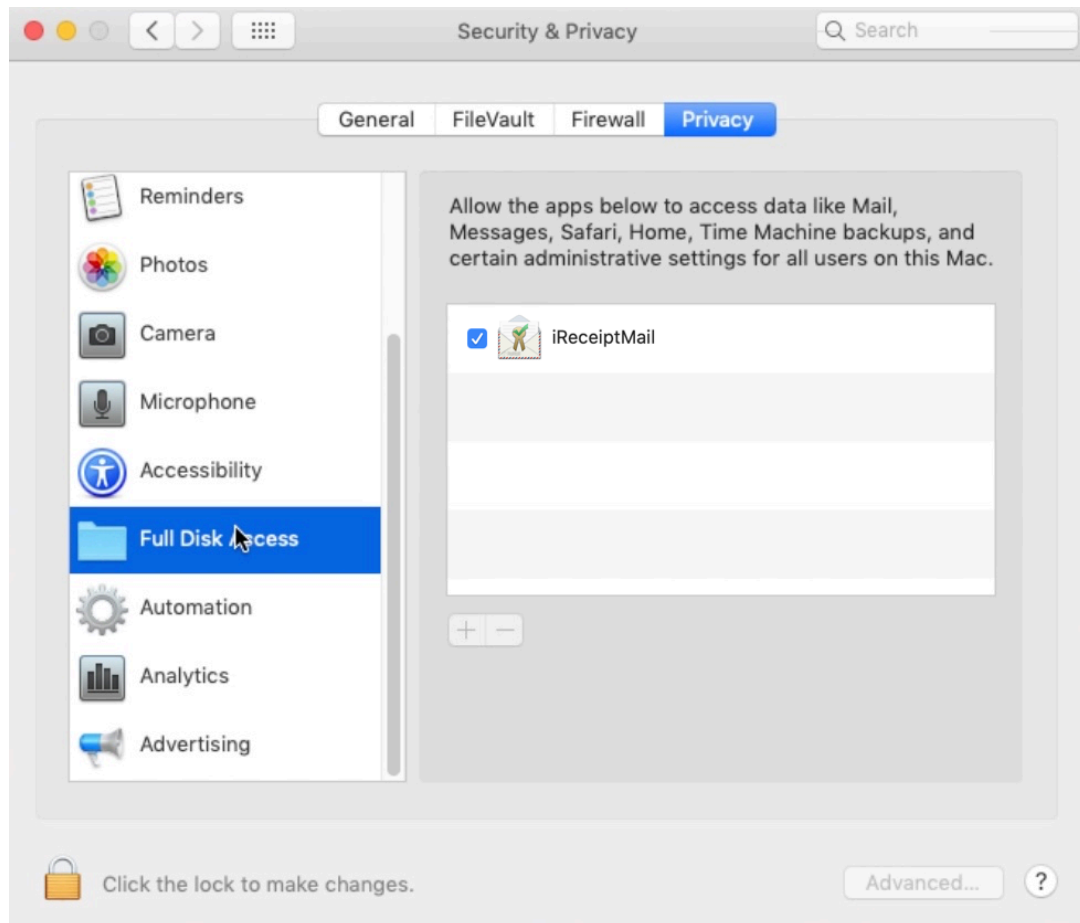 Security & Privacy
Search
General
FileVault
Firewall
Privacy
Reminders
Photos
Camera
Microphone
Accessibility
Full Disk Access
Automation
Analytics
Advertising
Allow the apps below to access data like Mail,
Messages, Safari, Home, Time Machine backups, and
certain administrative settings for all users on this Mac.
iReceiptMail
+
−
Click the lock to make changes.
Advanced...
?